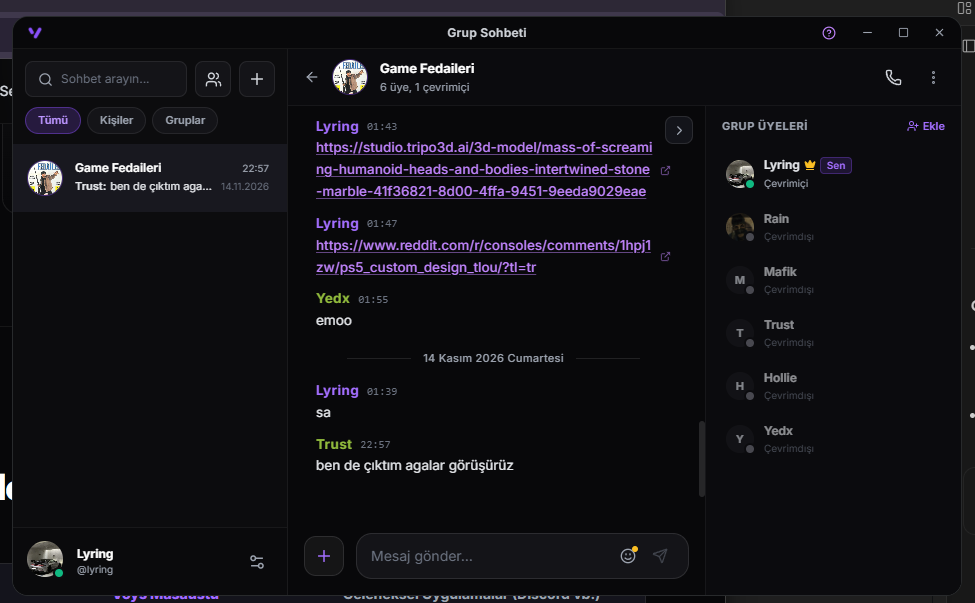 Grup Sohbeti
Sohbet arayın...
Tümü
Kişiler
Gruplar
Game Fedaileri
22:57
Trust: ben de çıktım aga...
14.11.2026
Lyring
@lyring
Game Fedaileri
6 üye, 1 çevrimiçi
Lyring 01:43
https://studio.tripo3d.ai/3d-model/mass-of-screami
ng-humanoid-heads-and-bodies-intertwined-stone
-marble-41f36821-8d00-4ffa-9451-9eeda9029eae
Lyring 01:47
https://www.reddit.com/r/consoles/comments/1hpj1
zw/ps5_custom_design_tlou/?tl=tr
Yedx 01:55
emoo
14 Kasım 2026 Cumartesi
Lyring 01:39
sa
Trust 22:57
ben de çıktım agalar görüşürüz
Mesaj gönder...
GRUP ÜYELERİ
Ekle
Lyring Sen
Çevrimiçi
Rain
Çevrimdışı
M
Mafik
Çevrimdışı
T
Trust
Çevrimdışı
H
Hollie
Çevrimdışı
Y
Yedx
Çevrimdışı